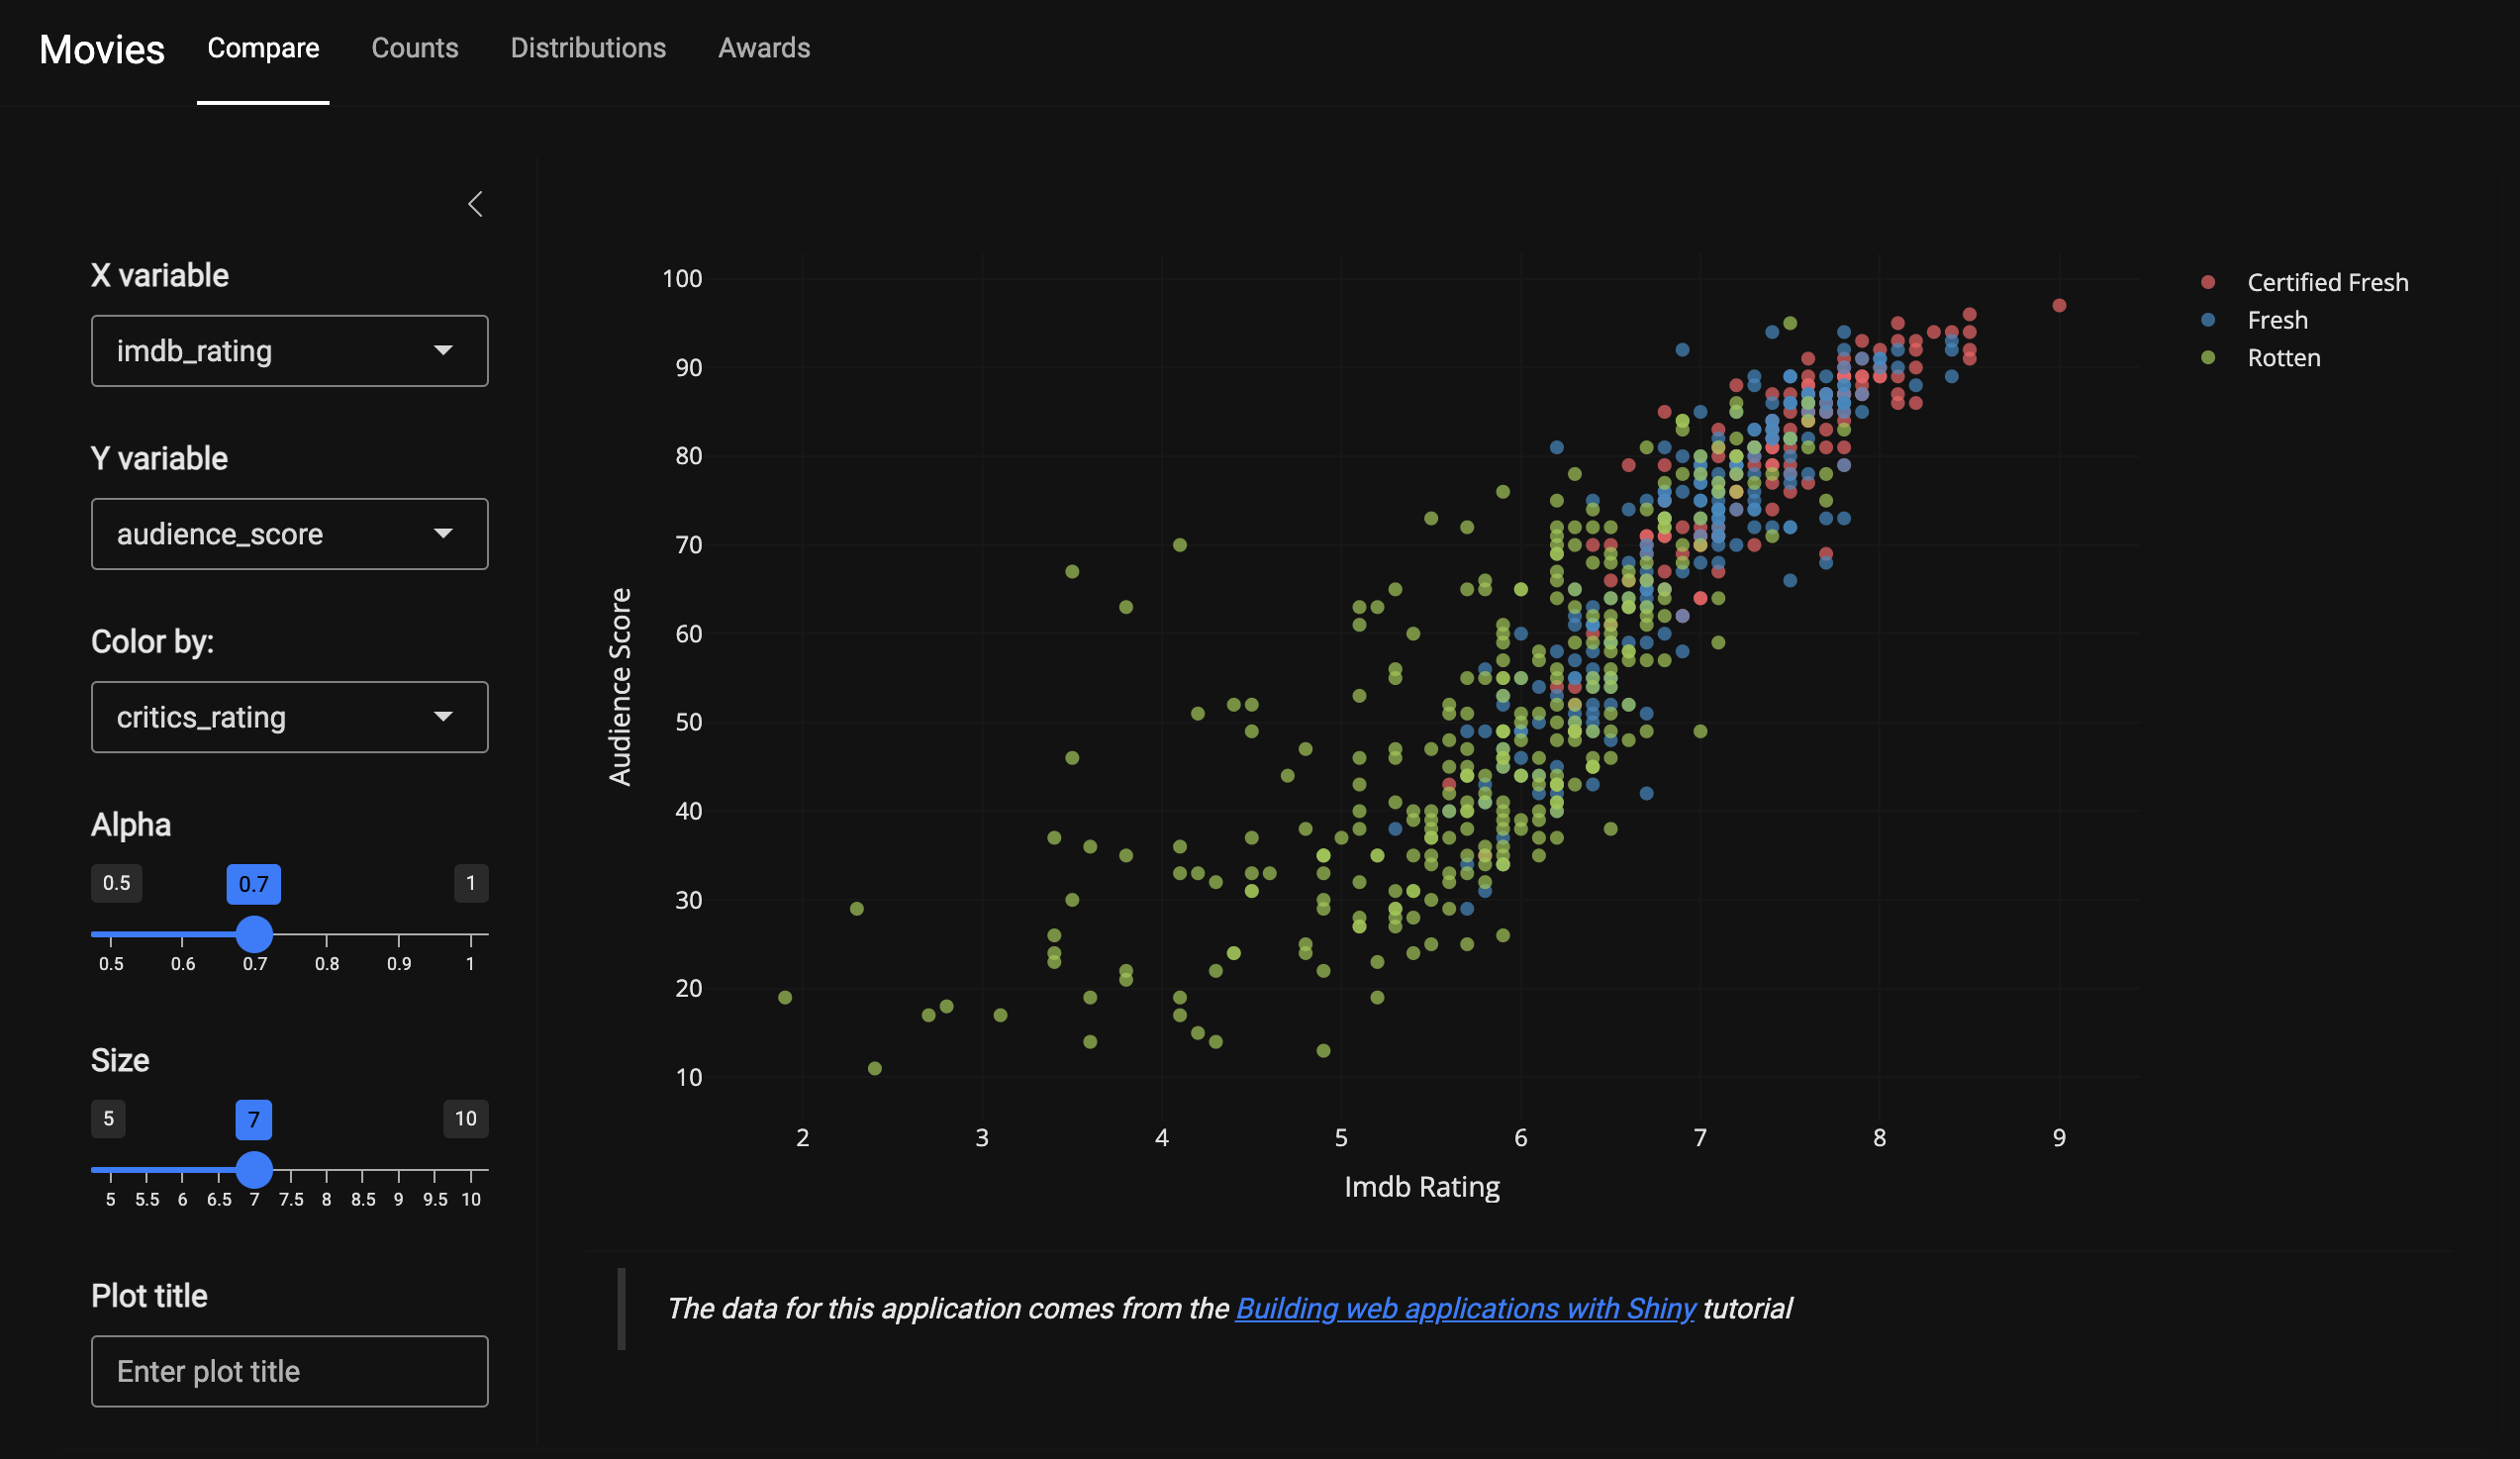 Movies Compare Counts Distributions Awards
X variable
imdb_rating
Y variable
audience_score
Color by:
critics_rating
Alpha
0.5 0.7 1
0.5 0.6 0.7 0.8 0.9 1
Size
5 7 10
5 5.5 6 6.5 7 7.5 8 8.5 9 9.5 10
Plot title
Enter plot title
100
90
80
70
60
50
40
30
20
10
Audience Score
2 3 4 5 6 7 8 9
Imdb Rating
Certified Fresh
Fresh
Rotten
The data for this application comes from the Building web applications with Shiny tutorial